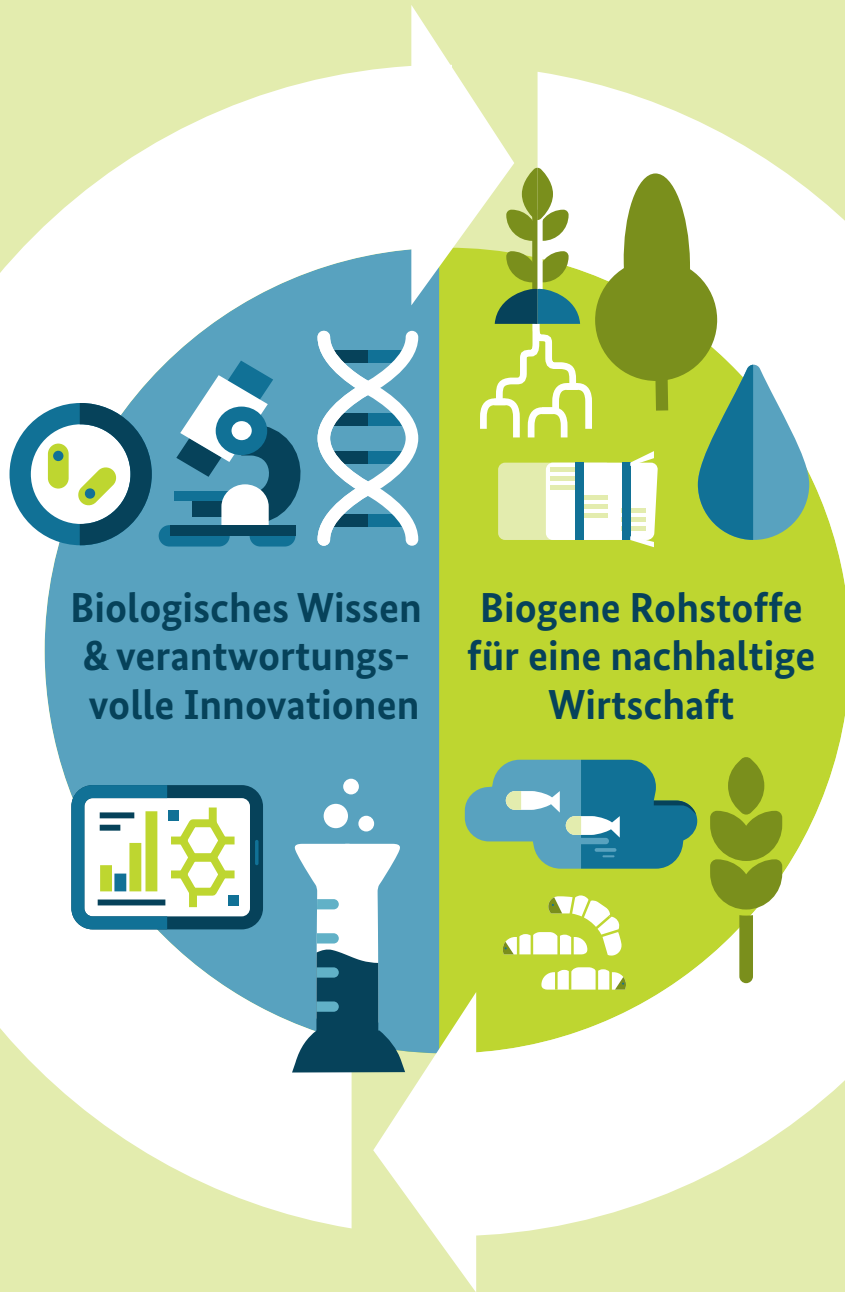 Biologisches Wissen
& verantwortungs-
volle Innovationen
Biogene Rohstoffe
für eine nachhaltige
Wirtschaft